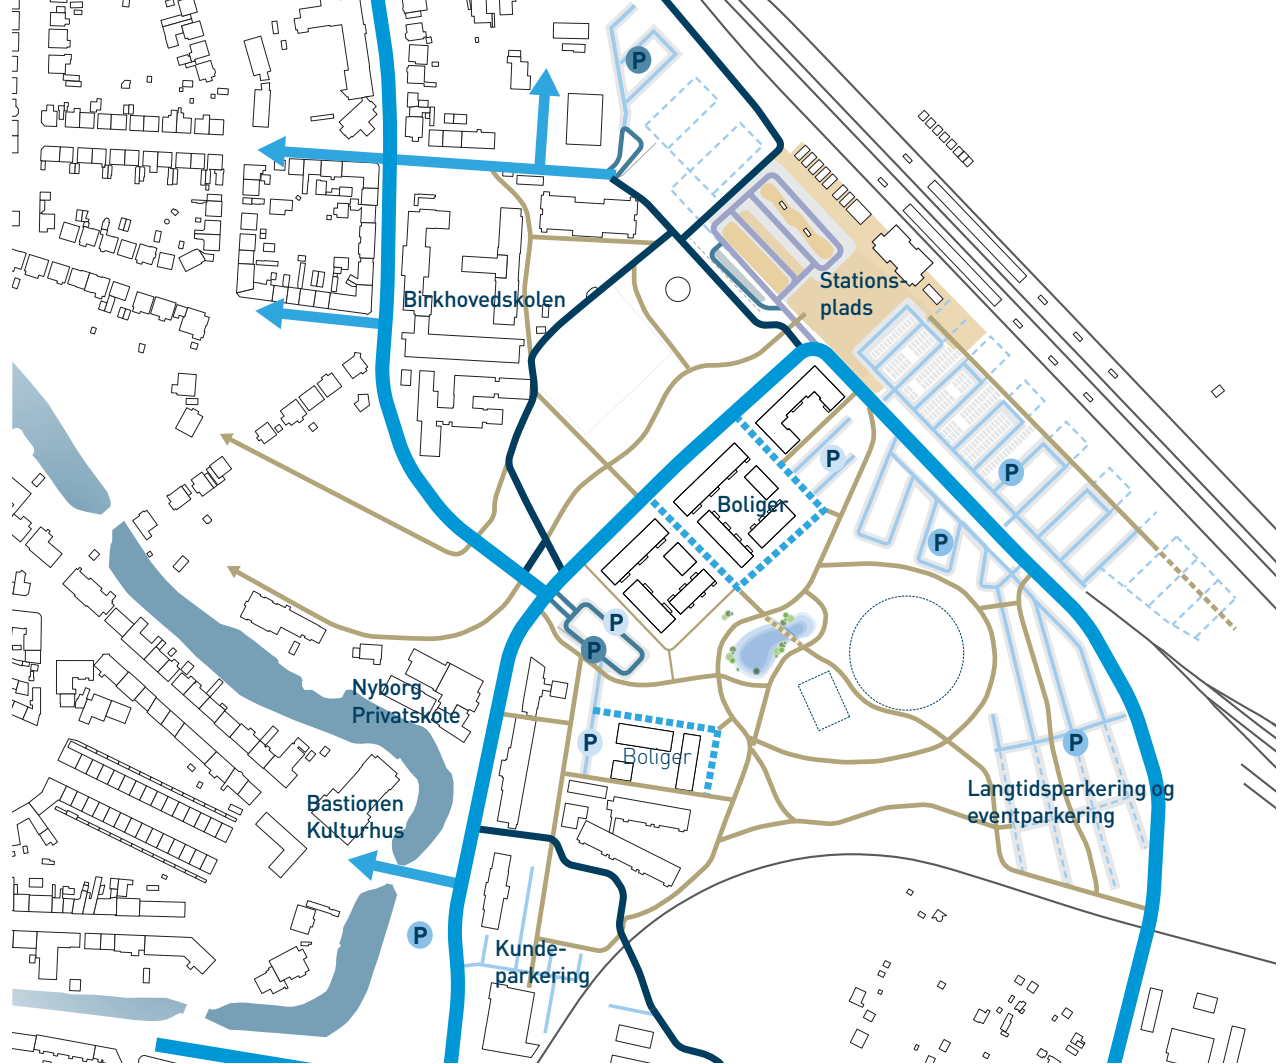 P
Stations-
plads
Birkhovedskolen
P
P
Boliger
P
P
P
Nyborg
Privatskole
P
P
Boliger
Langtidsparkering og
eventparkering
Bastionen
Kulturhus
P
Kunde-
parkering